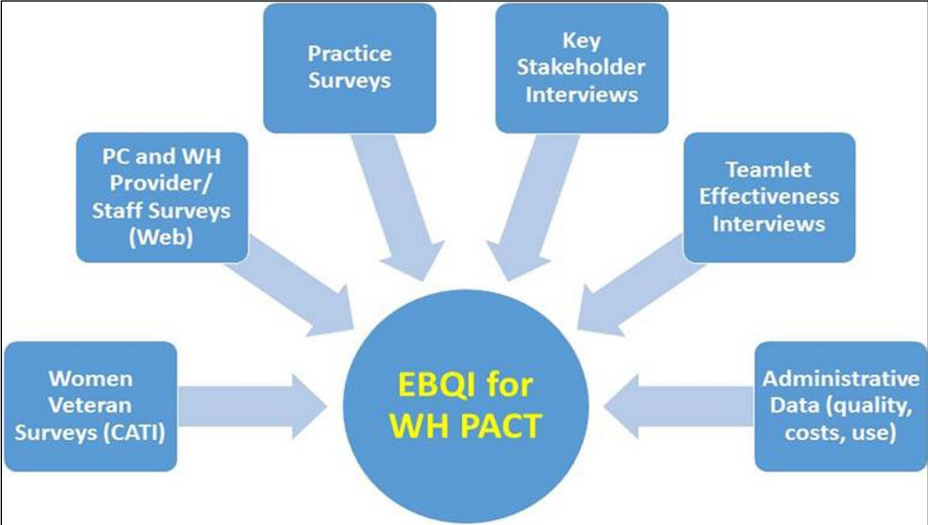 Practice
Surveys
Key
Stakeholder
Interviews
PC and WH
Provider/
Staff Surveys
(Web)
Teamlet
Effectiveness
Interviews
Women
Veteran
Surveys (CATI)
EBQI for
WH PACT
Administrative
Data (quality,
costs, use)